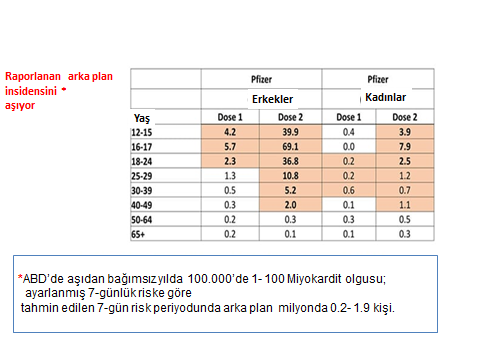 Raporlanan arka plan
insidensini *
aşıyor
Pfizer Pfizer
Erkekler Kadınlar
Yaş Dose 1 Dose 2 Dose 1 Dose 2
12-15 4.2 39.9 0.4 3.9
16-17 5.7 69.1 0.0 7.9
18-24 2.3 36.8 0.2 2.5
25-29 1.3 10.8 0.2 1.2
30-39 0.5 5.2 0.6 0.7
40-49 0.3 2.0 0.1 1.1
50-64 0.2 0.3 0.3 0.5
65+ 0.2 0.1 0.1 0.3
*ABD'de aşıdan bağımsız yılda 100.000'de 1- 100 Miyokardit olgusu;
ayarlanmış 7-günlük riske göre
tahmin edilen 7-gün risk periyodunda arka plan milyonda 0.2- 1.9 kişi.